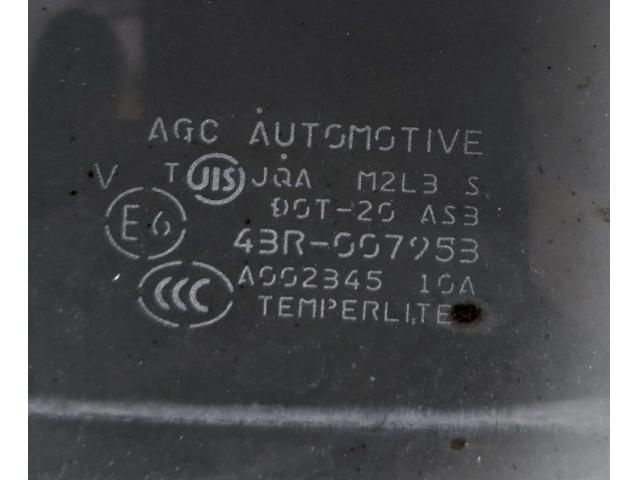 AGC AUTOMOTIVE
V T JIS JQA M2L3 S
DOT-20 AS3
E6 43R-007953
CCC A002345 10A
TEMPERLITE